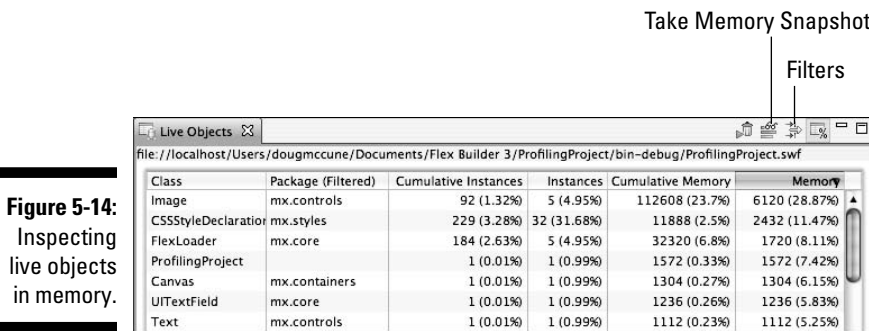 Take Memory Snapshot
Filters
Live Objects
file://localhost/Users/dougmccune/Documents/Flex Builder 3/ProfilingProject/bin-debug/ProfilingProject.swf
Class Package (Filtered) Cumulative Instances Instances Cumulative Memory Memory
Image mx.controls 92 (1.32%) 5 (4.95%) 112608 (23.7%) 6120 (28.87%)
CSSStyleDeclaration mx.styles 229 (3.28%) 32 (31.68%) 11888 (2.5%) 2432 (11.47%)
FlexLoader mx.core 184 (2.63%) 5 (4.95%) 32320 (6.8%) 1720 (8.11%)
ProfilingProject 1 (0.01%) 1 (0.99%) 1572 (0.33%) 1572 (7.42%)
Canvas mx.containers 1 (0.01%) 1 (0.99%) 1304 (0.27%) 1304 (6.15%)
UITextField mx.core 1 (0.01%) 1 (0.99%) 1236 (0.26%) 1236 (5.83%)
Text mx.controls 1 (0.01%) 1 (0.99%) 1112 (0.23%) 1112 (5.25%)
Figure 5-14:
Inspecting
live objects
in memory.